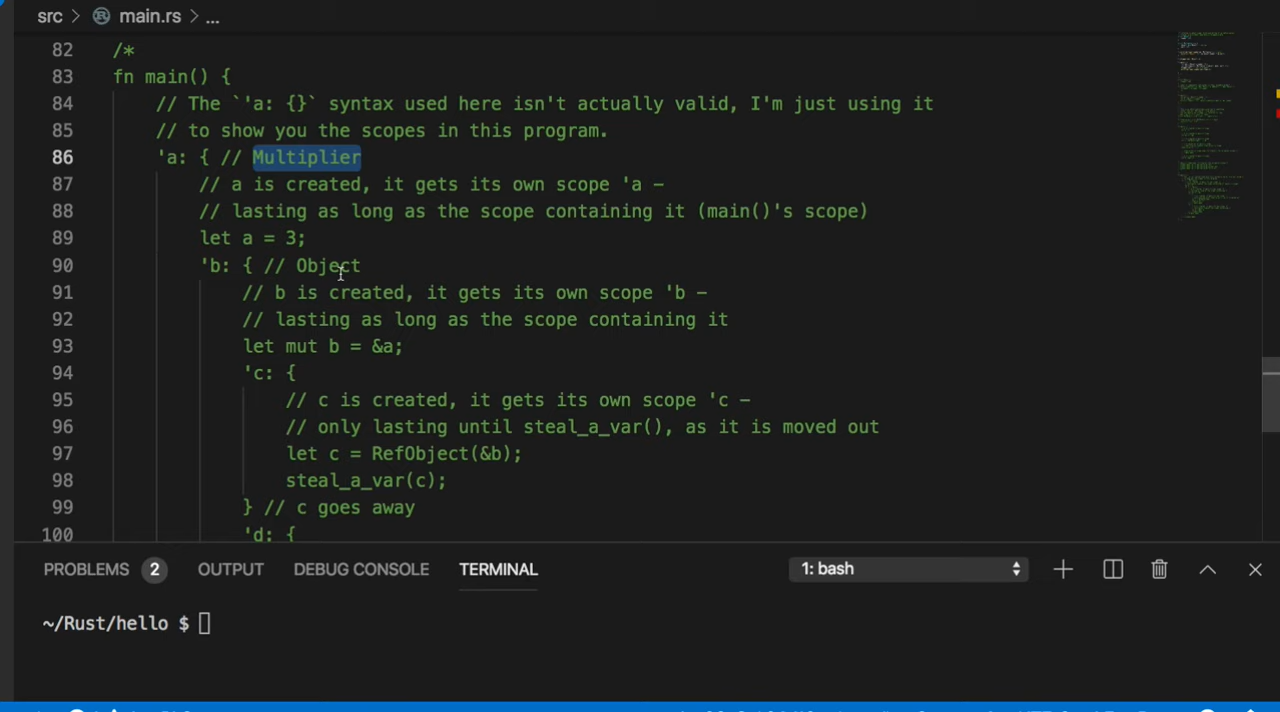 src > main.rs > ...
82 /*
83 fn main() {
84 // The `'a: {}` syntax used here isn't actually valid, I'm just using it
85 // to show you the scopes in this program.
86 'a: { // Multiplier
87 // a is created, it gets its own scope 'a –
88 // lasting as long as the scope containing it (main()'s scope)
89 let a = 3;
90 'b: { // Object
91 // b is created, it gets its own scope 'b –
92 // lasting as long as the scope containing it
93 let mut b = &a;
94 'c: {
95 // c is created, it gets its own scope 'c –
96 // only lasting until steal_a_var(), as it is moved out
97 let c = RefObject(&b);
98 steal_a_var(c);
99 } // c goes away
100 'd: {
PROBLEMS 2 OUTPUT DEBUG CONSOLE TERMINAL 1: bash
~/Rust/hello $